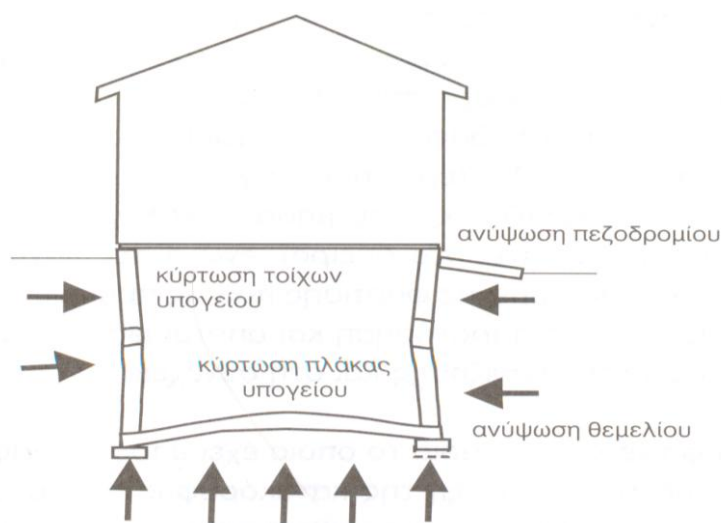 ανύψωση πεζοδρομίου
κύρτωση τοίχων
υπογείου
κύρτωση πλάκας
υπογείου
ανύψωση θεμελίου